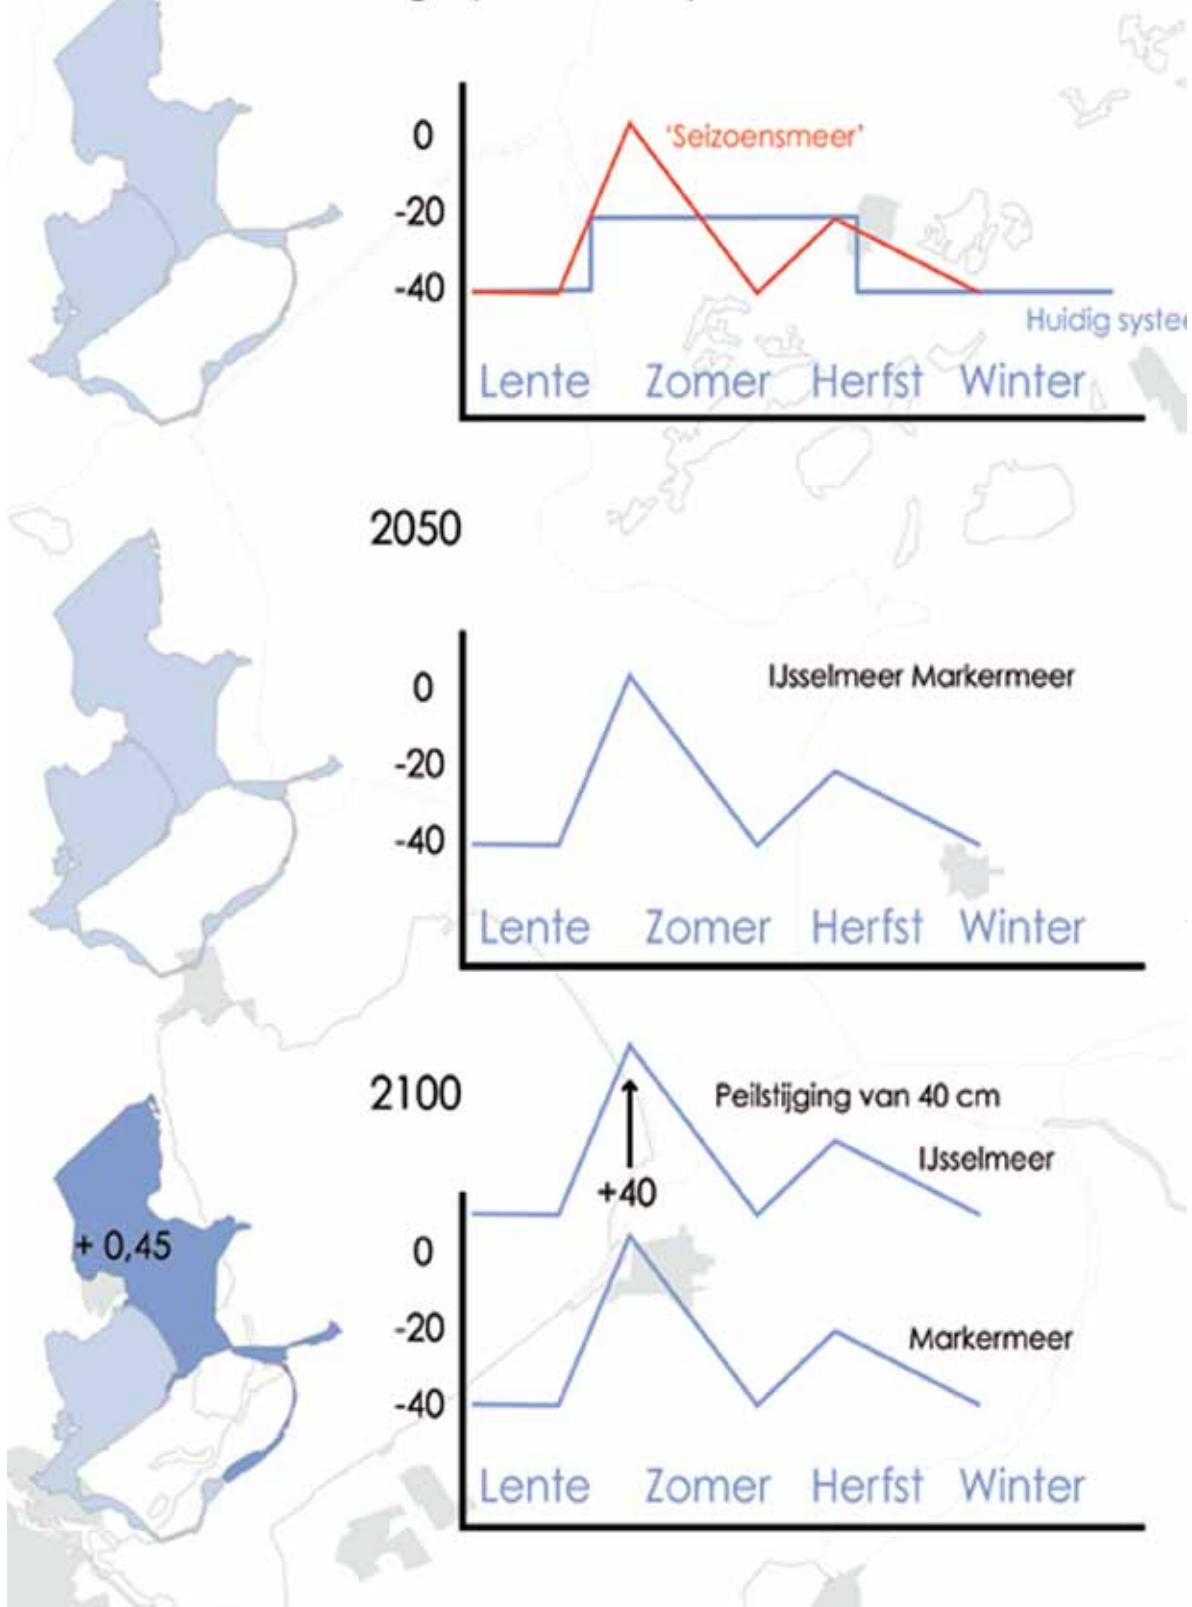 0
'Seizoensmeer'
-20
-40
Huidig systee
Lente Zomer Herfst Winter
2050
0
IJsselmeer Markermeer
-20
-40
Lente Zomer Herfst Winter
2100
Peilstijging van 40 cm
IJsselmeer
+40
+ 0,45
0
-20
Markermeer
-40
Lente Zomer Herfst Winter